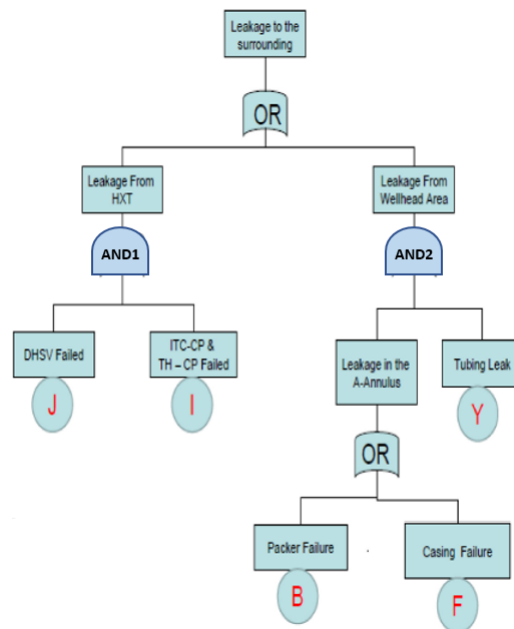 Leakage to the
surrounding
OR
Leakage From
HXT
Leakage From
Wellhead Area
AND1
AND2
DHSV Failed
ITC-CP &
TH – CP Failed
Leakage in the
A-Annulus
Tubing Leak
J
I
Y
OR
Packer Failure
Casing Failure
B
F